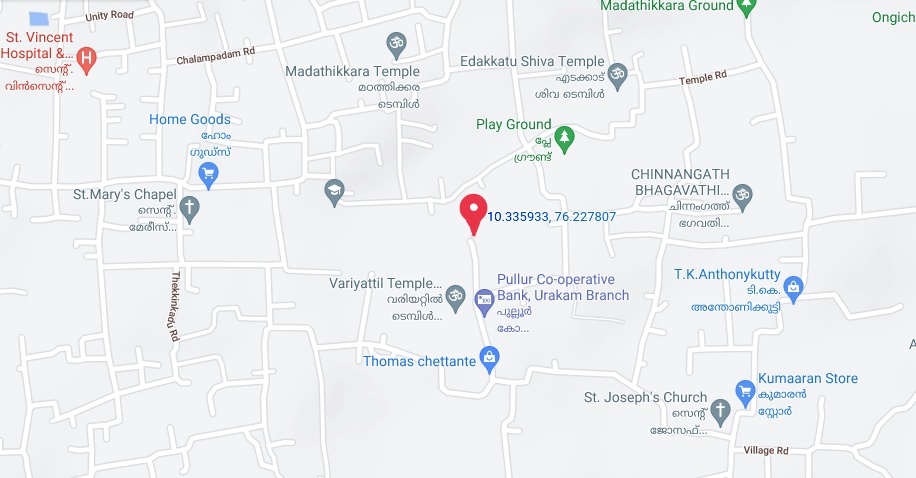 Unity Road
Madathikkara Ground
Ongich
St. Vincent
Hospital &...
സെന്റ്.
വിൻസെന്റ്...
Chalampadam Rd
Madathikkara Temple
മഠത്തിക്കര
ടെമ്പിൾ
Edakkatu Shiva Temple
എടക്കാട്
ശിവ ടെമ്പിൾ
Temple Rd
Home Goods
ഹോം
ഗുഡ്സ്
Play Ground
പ്ലേ
ഗ്രൗണ്ട്
St.Mary's Chapel
സെന്റ്.
മേരീസ്...
CHINNANGATH
BHAGAVATHI...
ചിന്നംഗത്ത്
ഭഗവതി...
10.335933, 76.227807
Thekkinkadu Rd
Variyattil Temple...
വരിയറ്റിൽ
ടെമ്പിൾ...
Pullur Co-operative
Bank, Urakam Branch
പുല്ലൂർ
കോ...
T.K.Anthonykutty
ടി.കെ.
അന്തോണിക്കുട്ടി
Thomas chettante
St. Joseph's Church
സെന്റ്
ജോസഫ്...
Kumaaran Store
കുമാരൻ
സ്റ്റോർ
Village Rd
A